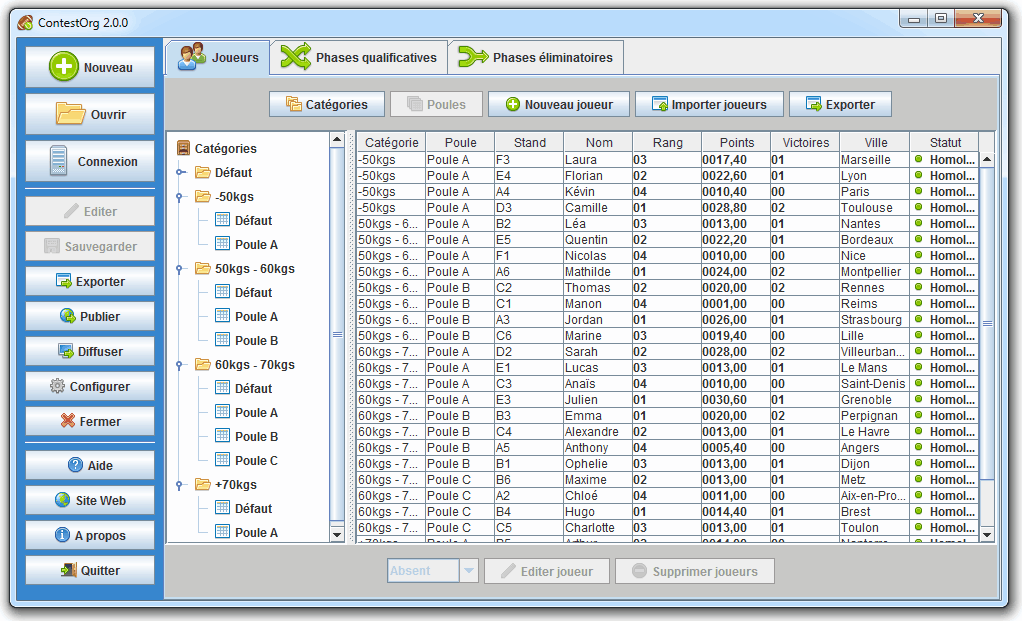 ContestOrg 2.0.0
Nouveau
Ouvrir
Connexion
Editer
Sauvegarder
Exporter
Publier
Diffuser
Configurer
Fermer
Aide
Site Web
A propos
Quitter
Joueurs Phases qualificatives Phases éliminatoires
Catégories Poules Nouveau joueur Importer joueurs Exporter
Catégories
Défaut
-50kgs
Défaut
Poule A
50kgs - 60kgs
Défaut
Poule A
Poule B
60kgs - 70kgs
Défaut
Poule A
Poule B
Poule C
+70kgs
Défaut
Poule A
Catégorie Poule Stand Nom Rang Points Victoires Ville Statut
-50kgs Poule A F3 Laura 03 0017,40 01 Marseille Homol...
-50kgs Poule A E4 Florian 02 0022,60 01 Lyon Homol...
-50kgs Poule A A4 Kévin 04 0010,40 00 Paris Homol...
-50kgs Poule A D3 Camille 01 0028,80 02 Toulouse Homol...
50kgs - 6... Poule A B2 Léa 03 0013,00 01 Nantes Homol...
50kgs - 6... Poule A E5 Quentin 02 0022,20 01 Bordeaux Homol...
50kgs - 6... Poule A F1 Nicolas 04 0010,00 00 Nice Homol...
50kgs - 6... Poule A A6 Mathilde 01 0024,00 02 Montpellier Homol...
50kgs - 6... Poule B C2 Thomas 02 0020,00 02 Rennes Homol...
50kgs - 6... Poule B C1 Manon 04 0001,00 00 Reims Homol...
50kgs - 6... Poule B A3 Jordan 01 0026,00 01 Strasbourg Homol...
50kgs - 6... Poule B C6 Marine 03 0019,40 00 Lille Homol...
60kgs - 7... Poule A D2 Sarah 02 0028,00 02 Villeurban... Homol...
60kgs - 7... Poule A E1 Lucas 03 0013,00 01 Le Mans Homol...
60kgs - 7... Poule A C3 Anaïs 04 0010,00 00 Saint-Denis Homol...
60kgs - 7... Poule A E3 Julien 01 0030,60 01 Grenoble Homol...
60kgs - 7... Poule B B3 Emma 01 0020,00 02 Perpignan Homol...
60kgs - 7... Poule B C4 Alexandre 02 0013,00 01 Le Havre Homol...
60kgs - 7... Poule B A5 Anthony 04 0005,40 00 Angers Homol...
60kgs - 7... Poule B B1 Ophelie 03 0013,00 01 Dijon Homol...
60kgs - 7... Poule C B6 Maxime 02 0013,00 01 Metz Homol...
60kgs - 7... Poule C A2 Chloé 04 0011,00 00 Aix-en-Pro... Homol...
60kgs - 7... Poule C B4 Hugo 01 0014,40 01 Brest Homol...
60kgs - 7... Poule C C5 Charlotte 03 0013,00 01 Toulon Homol...
Absent Editer joueur Supprimer joueurs